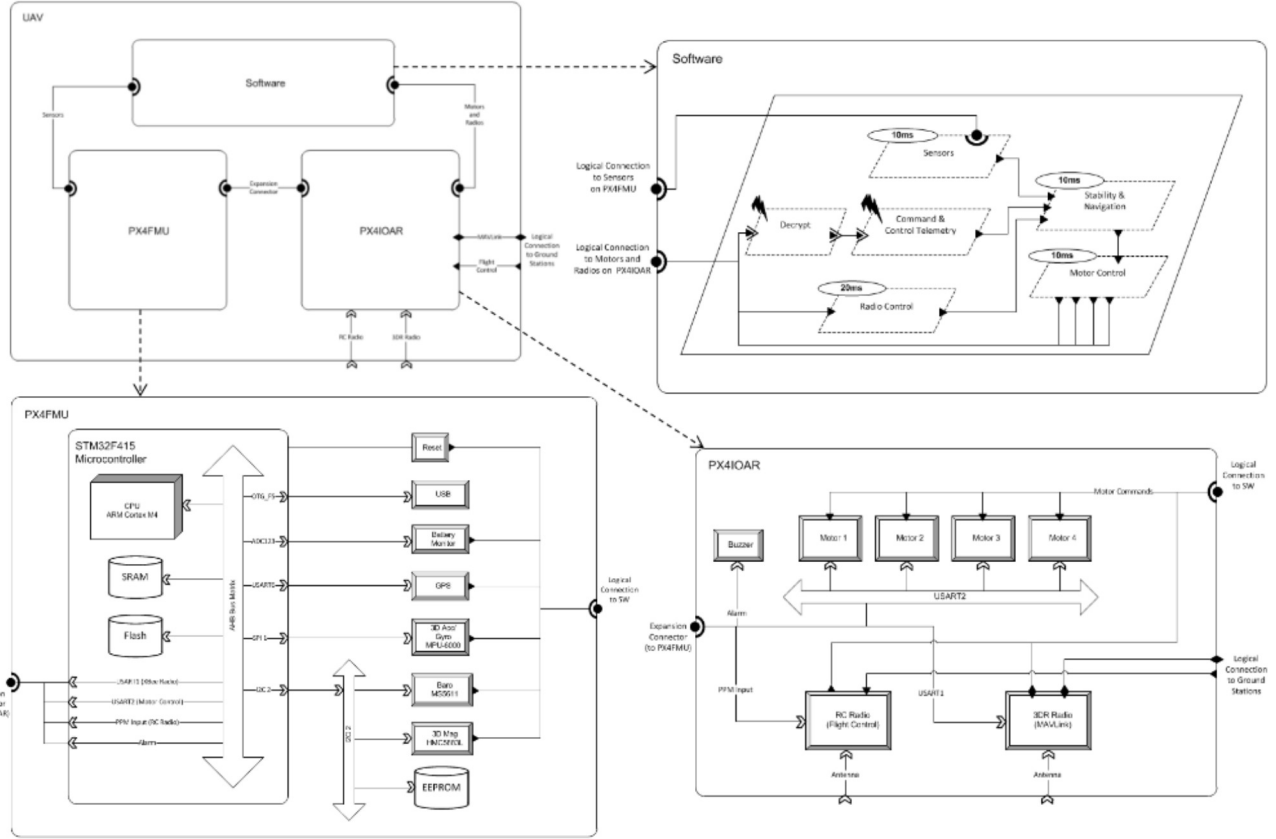 UAV
Software
Sensors
Motors
and
Radios
Expansion
Connector
PX4FMU
PX4IOAR
MAVLink
Logical
Connection
to Ground
Stations
Flight
Control
RC Radio
3DR Radio
Software
Logical Connection
to Sensors
on PX4FMU
Logical Connection
to Motors and
Radios on PX4IOAR
10ms
Sensors
10ms
Stability &
Navigation
Decrypt
Command &
Control Telemetry
10ms
Motor Control
20ms
Radio Control
PX4FMU
STM32F415
Microcontroller
CPU
ARM Cortex M4
SRAM
Flash
AHB Bus Matrix
OTG_FS
ADC123
SPI 1
I2C 2
USART2 (Motor Control)
PPM Input (RC Radio)
Alarm
I2C 2
Reset
USB
Battery
Monitor
GPS
3D Acc/
Gyro
MPU-6000
Baro
MS5611
3D Mag
HMC5883L
EEPROM
Logical
Connection
to SW
PX4IOAR
Logical
Connection
to SW
Motor Commands
Buzzer
Motor 1
Motor 2
Motor 3
Motor 4
USART2
Alarm
Expansion
Connector
(to PX4FMU)
PPM Input
USART1
RC Radio
(Flight Control)
3DR Radio
(MAVLink)
Logical
Connection
to Ground
Stations
Antenna
Antenna